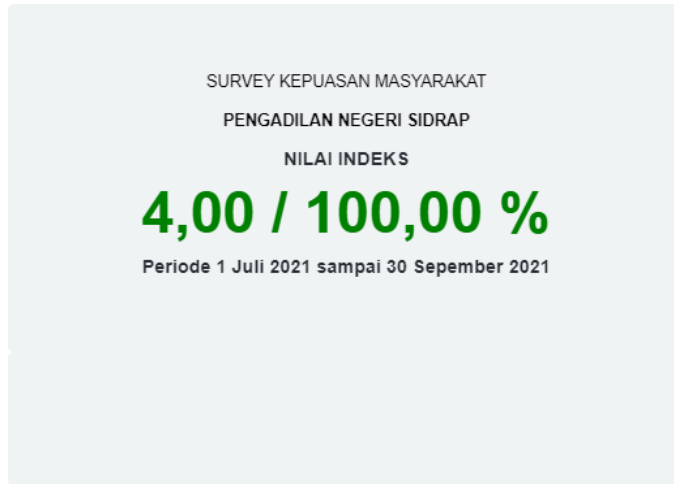 SURVEY KEPUASAN MASYARAKAT
PENGADILAN NEGERI SIDRAP
NILAI INDEKS
4,00 / 100,00 %
Periode 1 Juli 2021 sampai 30 Sepember 2021